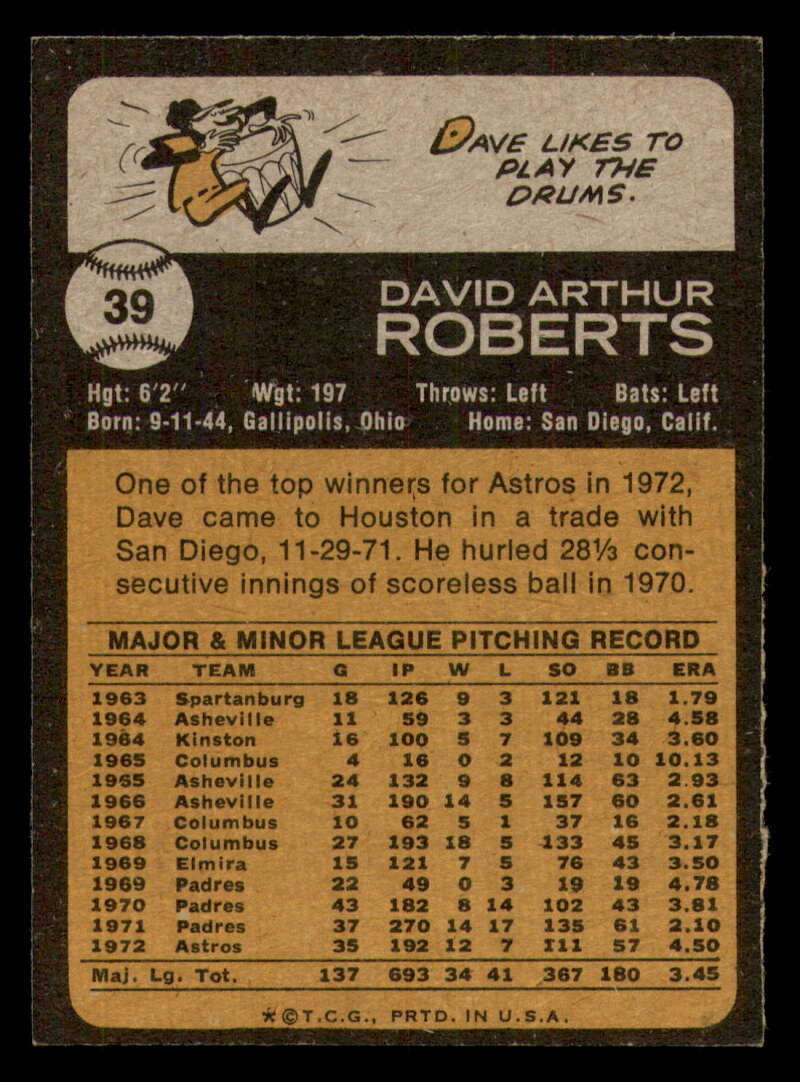 DAVE LIKES TO
PLAY THE
DRUMS.
39
DAVID ARTHUR
ROBERTS
Hgt: 6'2" Wgt: 197 Throws: Left Bats: Left
Born: 9-11-44, Gallipolis, Ohio Home: San Diego, Calif.
One of the top winners for Astros in 1972,
Dave came to Houston in a trade with
San Diego, 11-29-71. He hurled 28⅓ con-
secutive innings of scoreless ball in 1970.
MAJOR & MINOR LEAGUE PITCHING RECORD
YEAR TEAM G IP W L SO BB ERA
1963 Spartanburg 18 126 9 3 121 18 1.79
1964 Asheville 11 59 3 3 44 28 4.58
1964 Kinston 16 100 5 7 109 34 3.60
1965 Columbus 4 16 0 2 12 10 10.13
1965 Asheville 24 132 9 8 114 63 2.93
1966 Asheville 31 190 14 5 157 60 2.61
1967 Columbus 10 62 5 1 37 16 2.18
1968 Columbus 27 193 18 5 133 45 3.17
1969 Elmira 15 121 7 5 76 43 3.50
1969 Padres 22 49 0 3 19 19 4.78
1970 Padres 43 182 8 14 102 43 3.81
1971 Padres 37 270 14 17 135 61 2.10
1972 Astros 35 192 12 7 111 57 4.50
Maj. Lg. Tot. 137 693 34 41 367 180 3.45
*©T.C.G., PRTD. IN U.S.A.